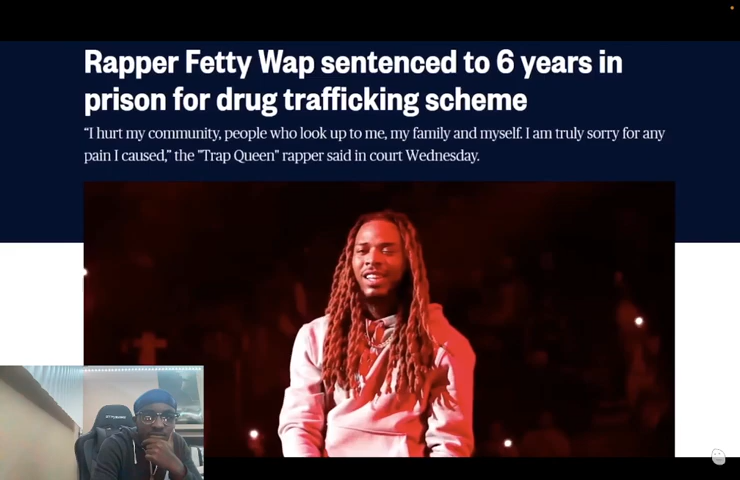 Rapper Fetty Wap sentenced to 6 years in
prison for drug trafficking scheme
“I hurt my community, people who look up to me, my family and myself. I am truly sorry for any
pain I caused,” the "Trap Queen" rapper said in court Wednesday.